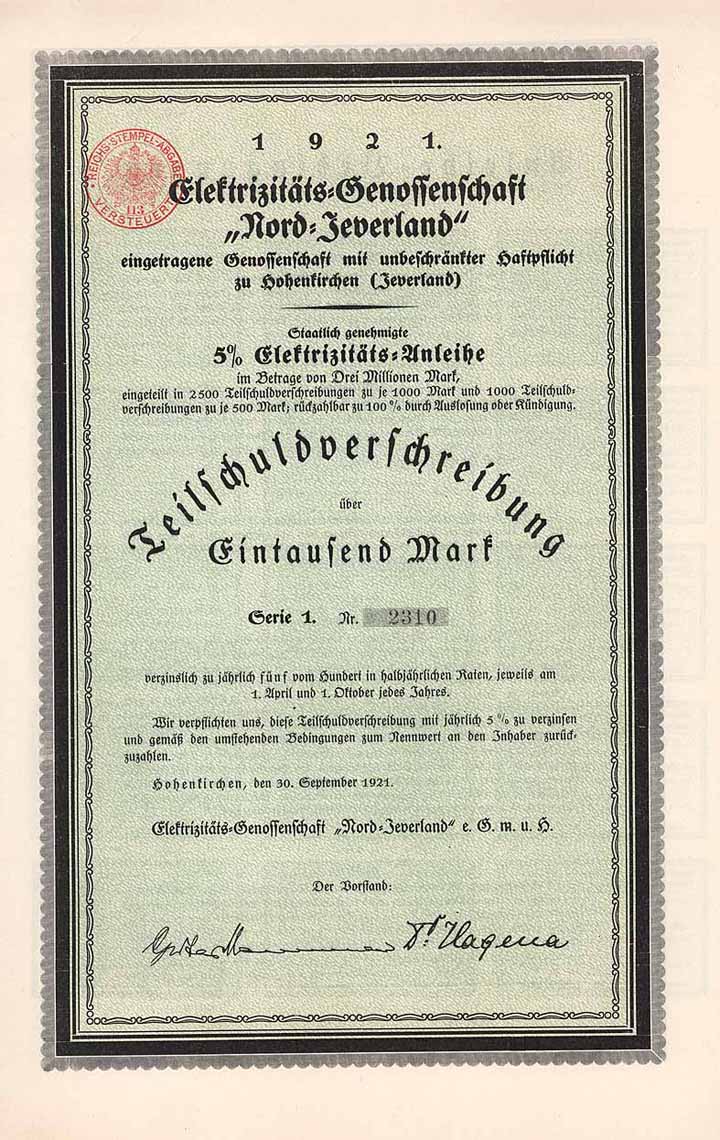 1 9 2 1.
REICHS-STEMPEL-ABGABE
113
VERSTEUERT
Elektrizitäts-Genossenschaft
„Nord-Jeverland“
eingetragene Genossenschaft mit unbeschränkter Haftpflicht
zu Hohenkirchen (Jeverland)
Staatlich genehmigte
5% Elektrizitäts-Anleihe
im Betrage von Drei Millionen Mark,
eingeteilt in 2500 Teilschuldverschreibungen zu je 1000 Mark und 1000 Teilschuld-
verschreibungen zu je 500 Mark; rückzahlbar zu 100 % durch Auslosung oder Kündigung.
Teilschuldverschreibung
über
Eintausend Mark
Serie 1. Nr. 2310
verzinslich zu jährlich fünf vom Hundert in halbjährlichen Raten, jeweils am
1. April und 1. Oktober jedes Jahres.
Wir verpflichten uns, diese Teilschuldverschreibung mit jährlich 5 % zu verzinsen
und gemäß den umstehenden Bedingungen zum Nennwert an den Inhaber zurück-
zuzahlen.
Hohenkirchen, den 30. September 1921.
Elektrizitäts-Genossenschaft „Nord-Jeverland“ e. G. m. u. H.
Der Vorstand:
Dr. Hagena